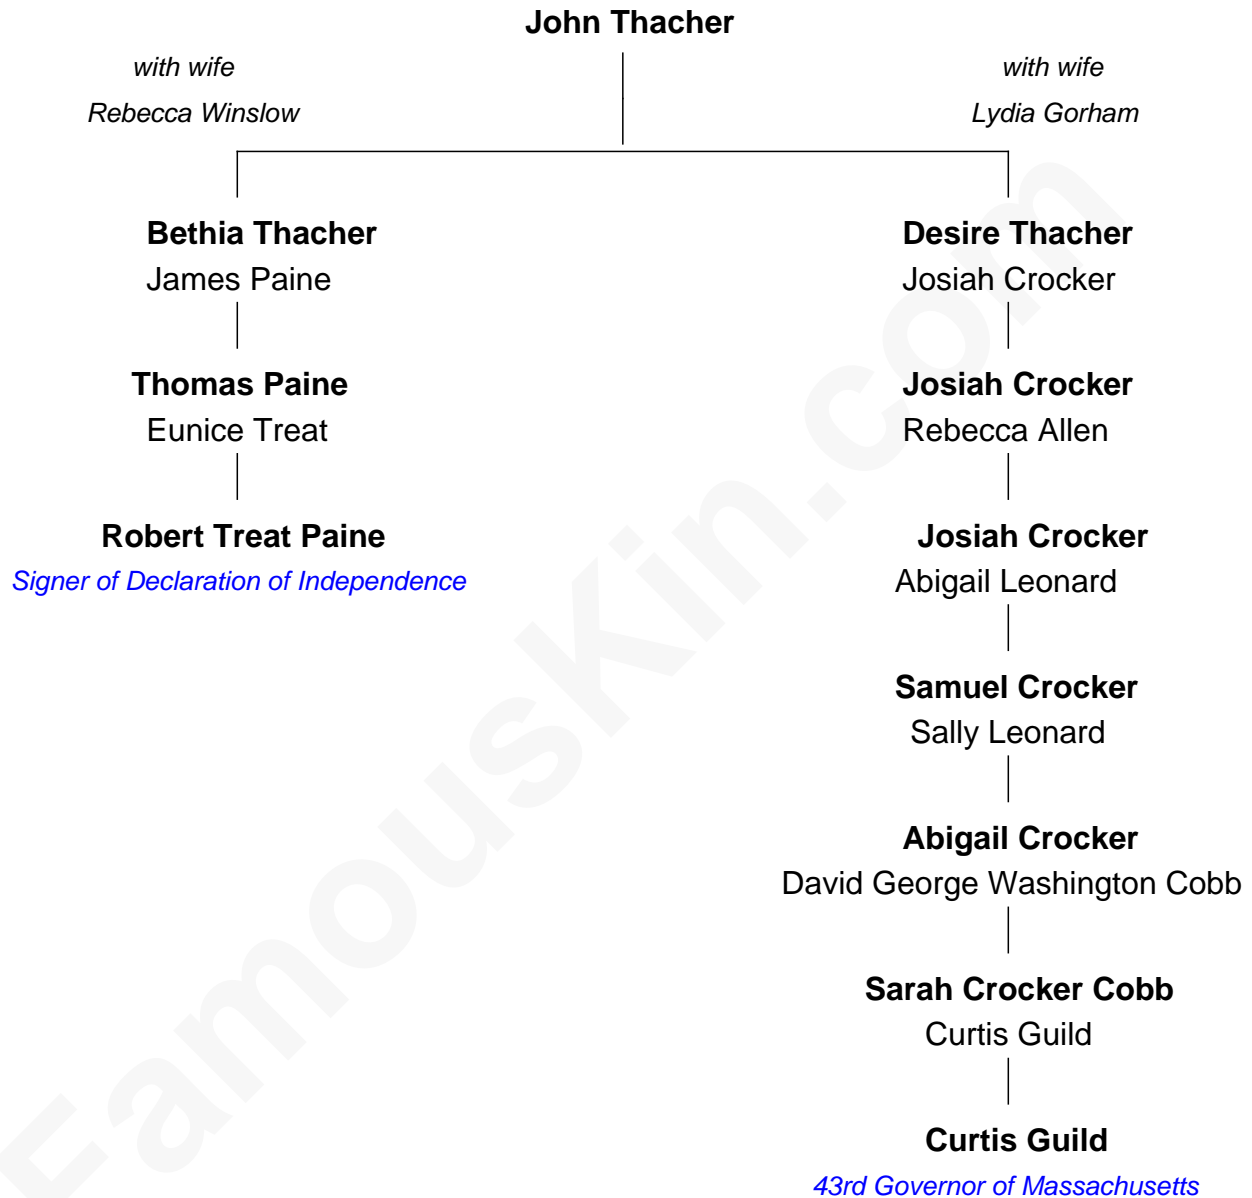 John Thacher
with wife
Rebecca Winslow
with wife
Lydia Gorham
Bethia Thacher
James Paine
Thomas Paine
Eunice Treat
Robert Treat Paine
Signer of Declaration of Independence
Desire Thacher
Josiah Crocker
Josiah Crocker
Rebecca Allen
Josiah Crocker
Abigail Leonard
Samuel Crocker
Sally Leonard
Abigail Crocker
David George Washington Cobb
Sarah Crocker Cobb
Curtis Guild
Curtis Guild
43rd Governor of Massachusetts
FamousKin.com